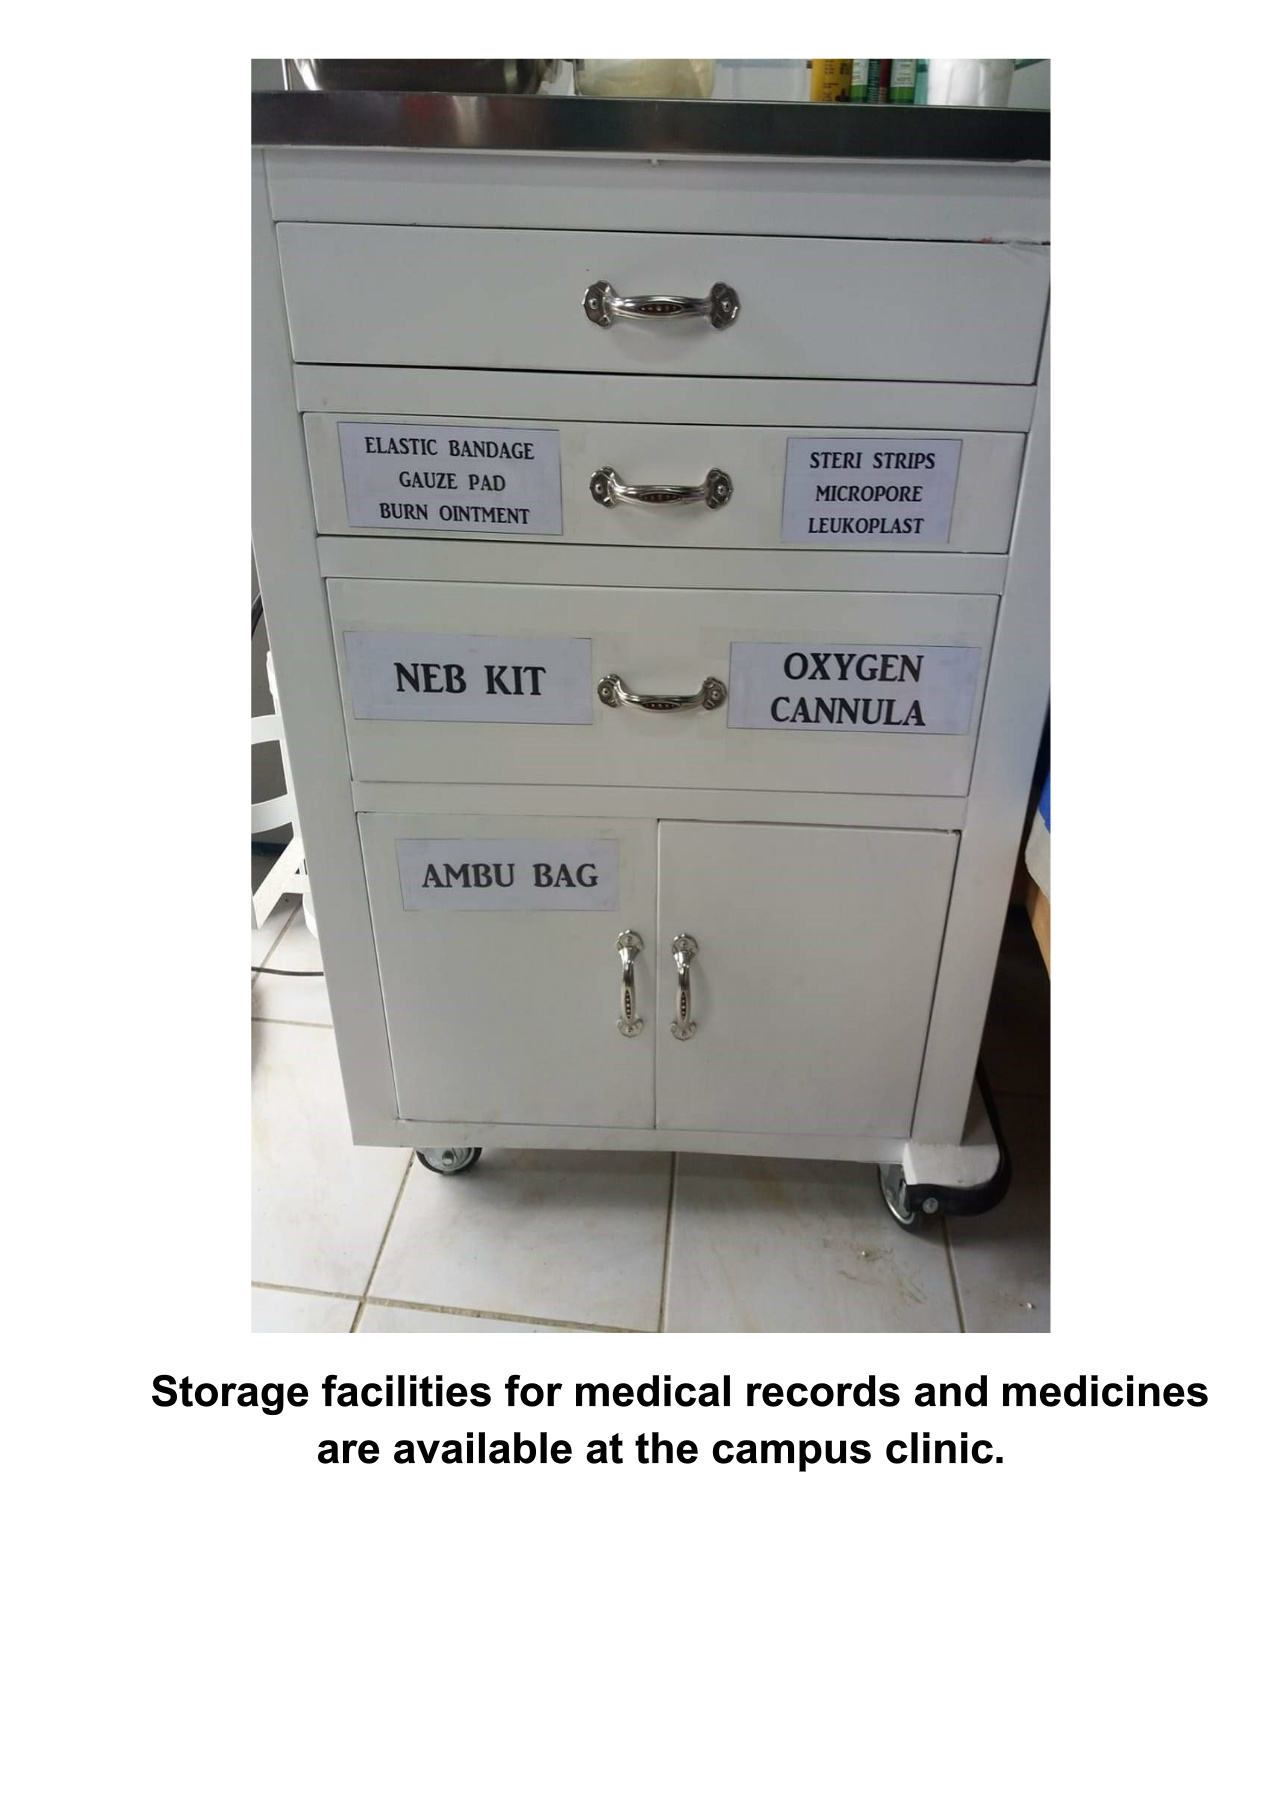 ELASTIC BANDAGE
GAUZE PAD
BURN OINTMENT
STERI STRIPS
MICROPORE
LEUKOPLAST
NEB KIT
OXYGEN
CANNULA
AMBU BAG
Storage facilities for medical records and medicines
are available at the campus clinic.